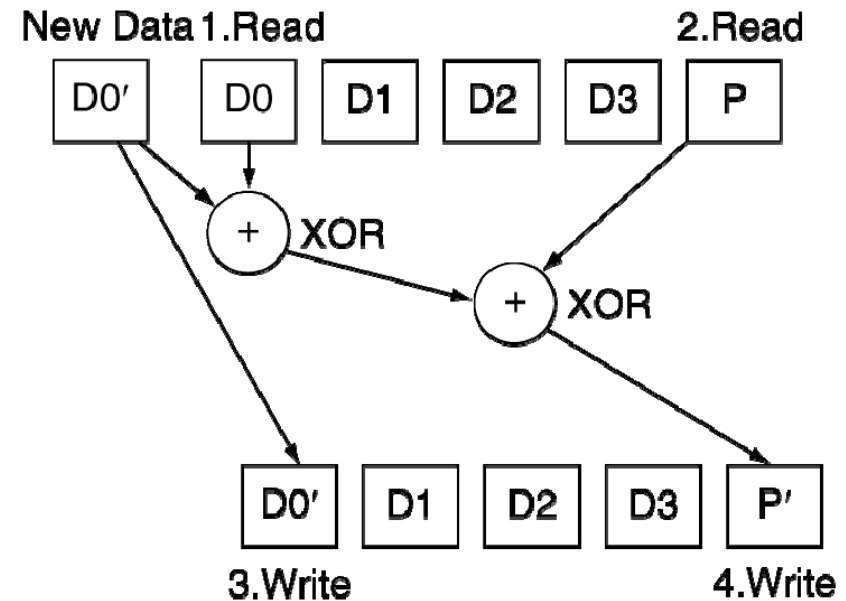 New Data 1.Read 2.Read
D0′ D0 D1 D2 D3 P
+ XOR
+ XOR
D0′ D1 D2 D3 P′
3.Write 4.Write